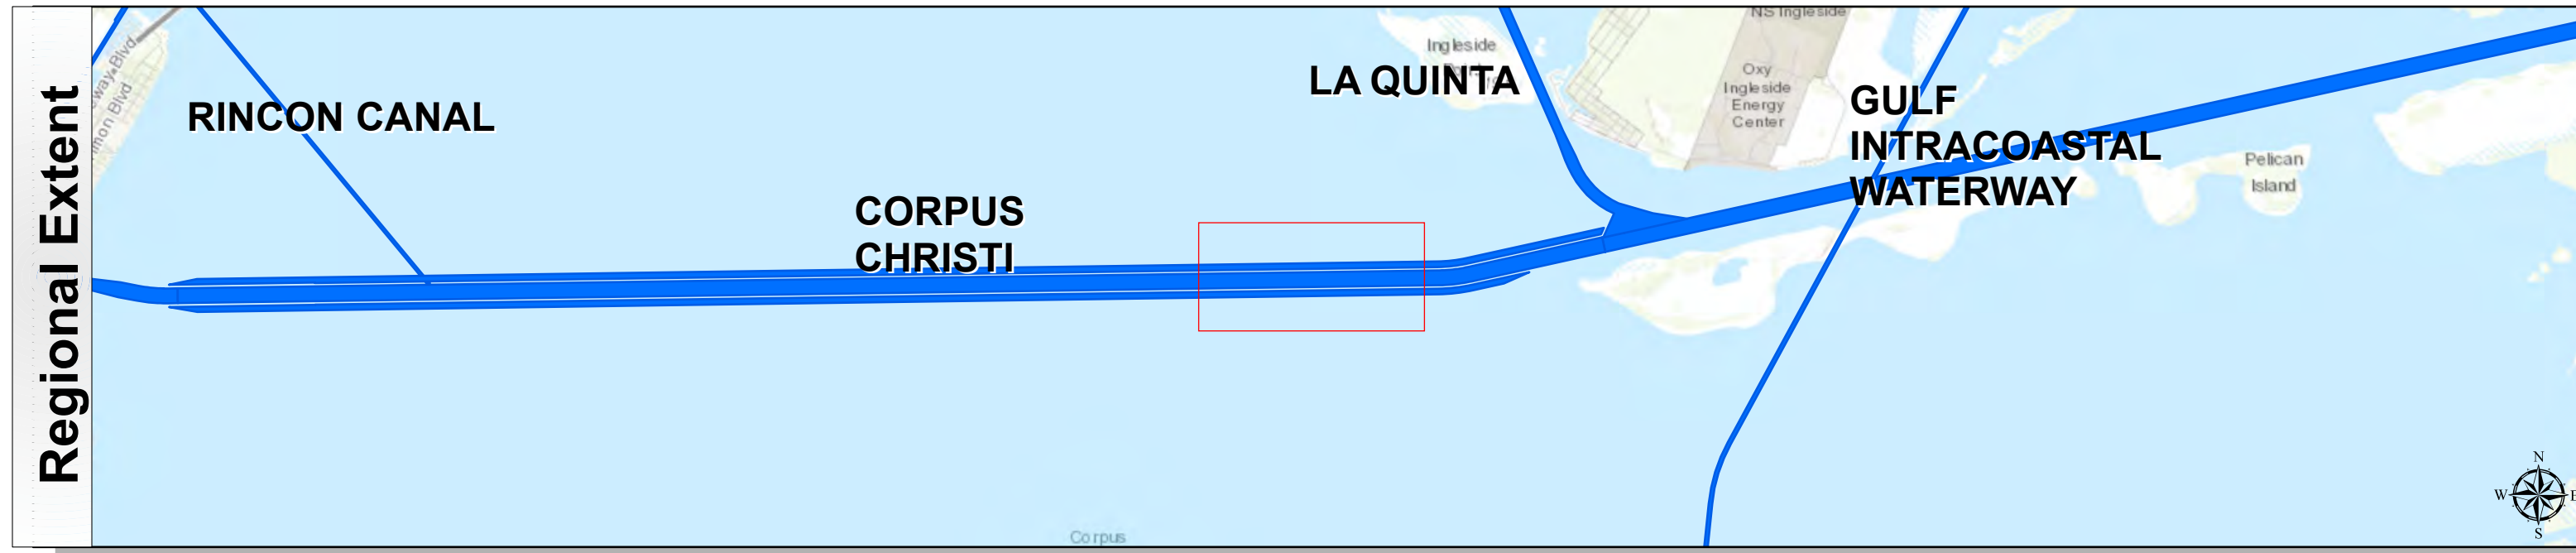 Regional Extent
RINCON CANAL
CORPUS
CHRISTI
LA QUINTA
Ingleside
NS Ingleside
Oxy
Ingleside
Energy
Center
GULF
INTRACOASTAL
WATERWAY
Pelican
Island
Corpus
N
W
E
S